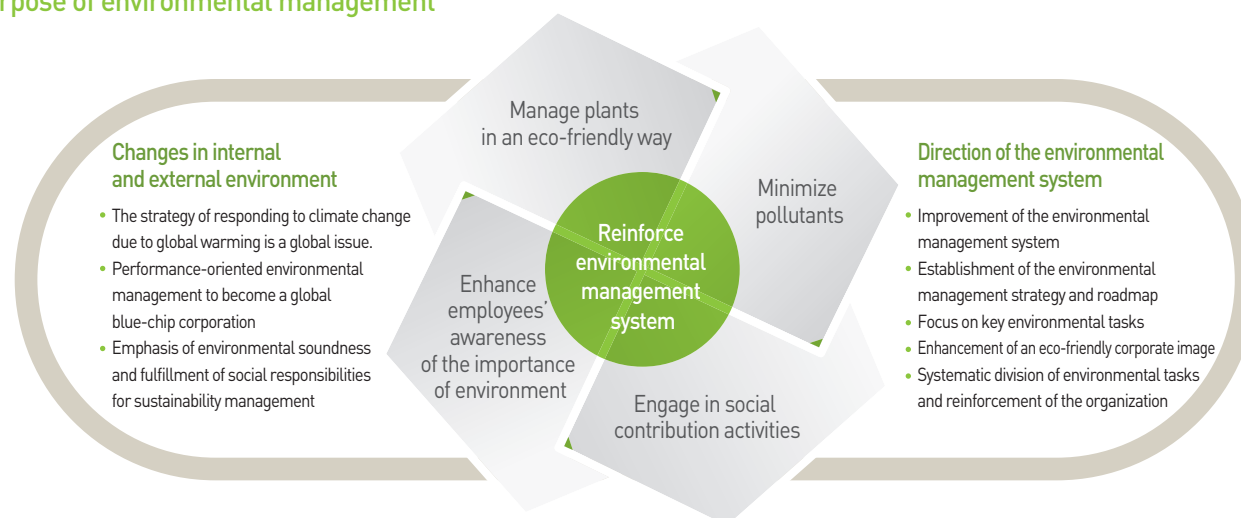 rpose of environmental management
Changes in internal
and external environment
• The strategy of responding to climate change
due to global warming is a global issue.
• Performance-oriented environmental
management to become a global
blue-chip corporation
• Emphasis of environmental soundness
and fulfillment of social responsibilities
for sustainability management
Manage plants
in an eco-friendly way
Minimize
pollutants
Reinforce
environmental
management
system
Enhance
employees'
awareness
of the importance
of environment
Engage in social
contribution activities
Direction of the environmental
management system
• Improvement of the environmental
management system
• Establishment of the environmental
management strategy and roadmap
• Focus on key environmental tasks
• Enhancement of an eco-friendly corporate image
• Systematic division of environmental tasks
and reinforcement of the organization